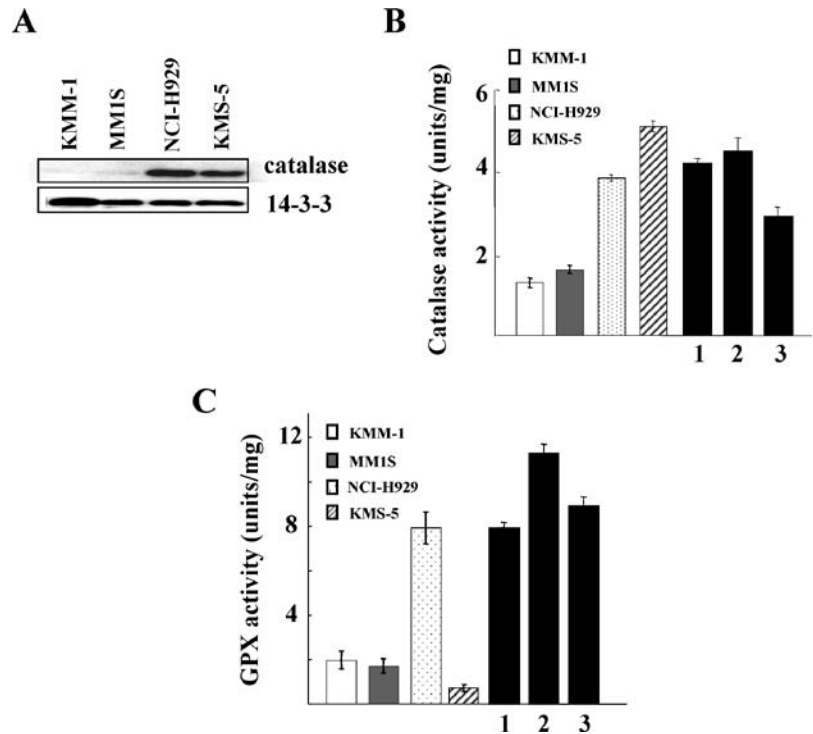 A
KMM-1
MM1S
NCI-H929
KMS-5
catalase
14-3-3
B
Catalase activity (units/mg)
6
4
2
KMM-1
MM1S
NCI-H929
KMS-5
1 2 3
C
GPX activity (units/mg)
12
8
4
KMM-1
MM1S
NCI-H929
KMS-5
1 2 3